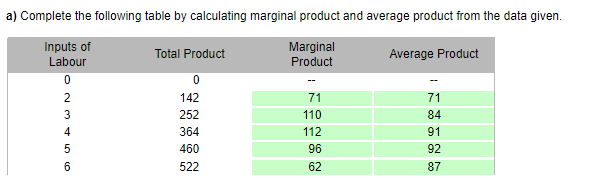 a) Complete the following table by calculating marginal product and average product from the data given.
Inputs of Labour Total Product Marginal Product Average Product
0 0 -- --
2 142 71 71
3 252 110 84
4 364 112 91
5 460 96 92
6 522 62 87